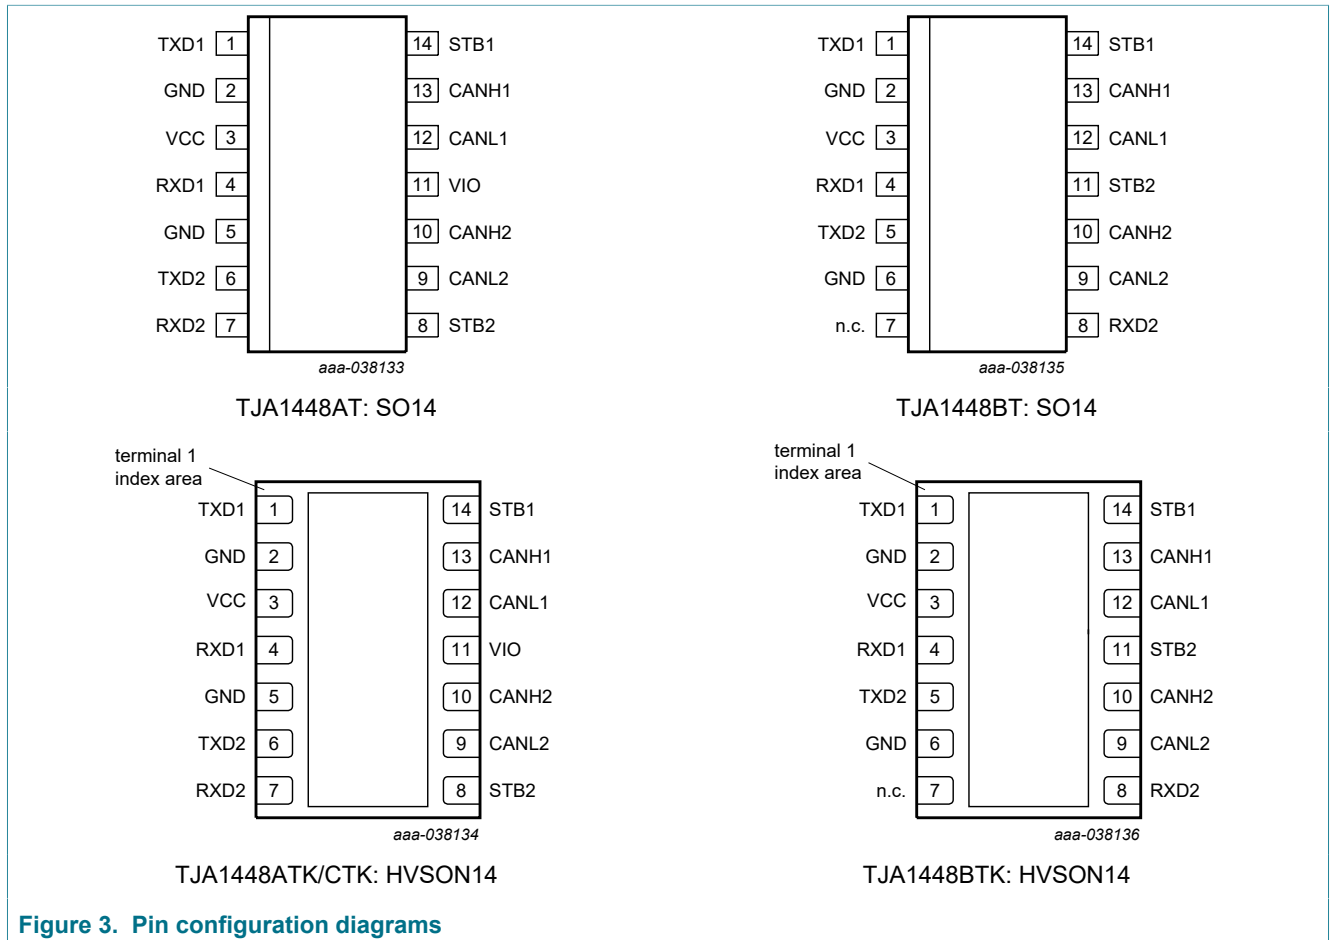 TXD1 1 14 STB1
GND 2 13 CANH1
VCC 3 12 CANL1
RXD1 4 11 VIO
GND 5 10 CANH2
TXD2 6 9 CANL2
RXD2 7 8 STB2
aaa-038133
TJA1448AT: SO14
TXD1 1 14 STB1
GND 2 13 CANH1
VCC 3 12 CANL1
RXD1 4 11 STB2
TXD2 5 10 CANH2
GND 6 9 CANL2
n.c. 7 8 RXD2
aaa-038135
TJA1448BT: SO14
terminal 1
index area
TXD1 1 14 STB1
GND 2 13 CANH1
VCC 3 12 CANL1
RXD1 4 11 VIO
GND 5 10 CANH2
TXD2 6 9 CANL2
RXD2 7 8 STB2
aaa-038134
TJA1448ATK/CTK: HVSON14
terminal 1
index area
TXD1 1 14 STB1
GND 2 13 CANH1
VCC 3 12 CANL1
RXD1 4 11 STB2
TXD2 5 10 CANH2
GND 6 9 CANL2
n.c. 7 8 RXD2
aaa-038136
TJA1448BTK: HVSON14
Figure 3. Pin configuration diagrams